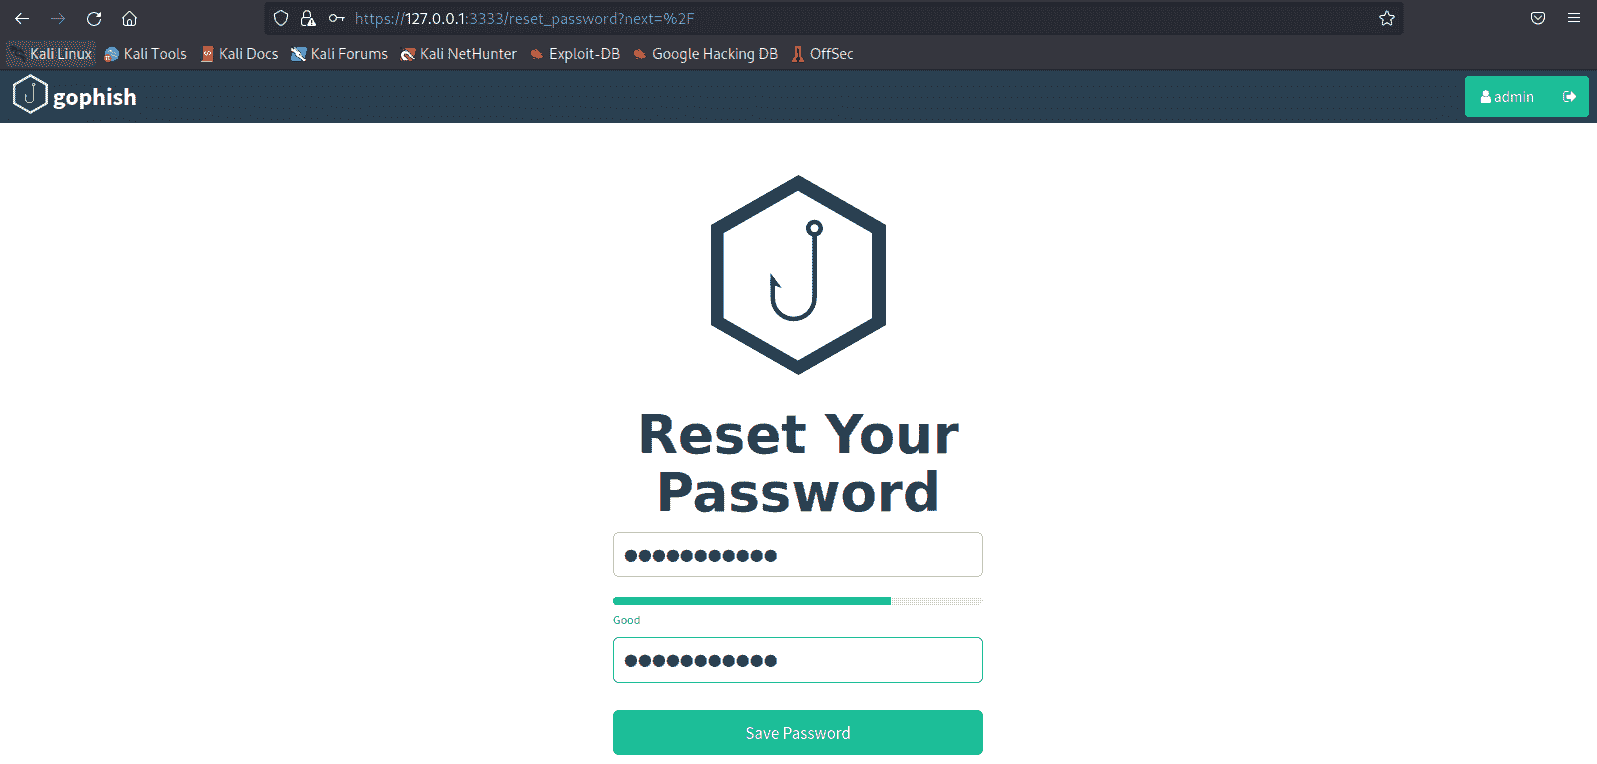 https://127.0.0.1:3333/reset_password?next=%2F
Kali Linux Kali Tools Kali Docs Kali Forums Kali NetHunter Exploit-DB Google Hacking DB OffSec
gophish admin
Reset Your
Password
Good
Save Password